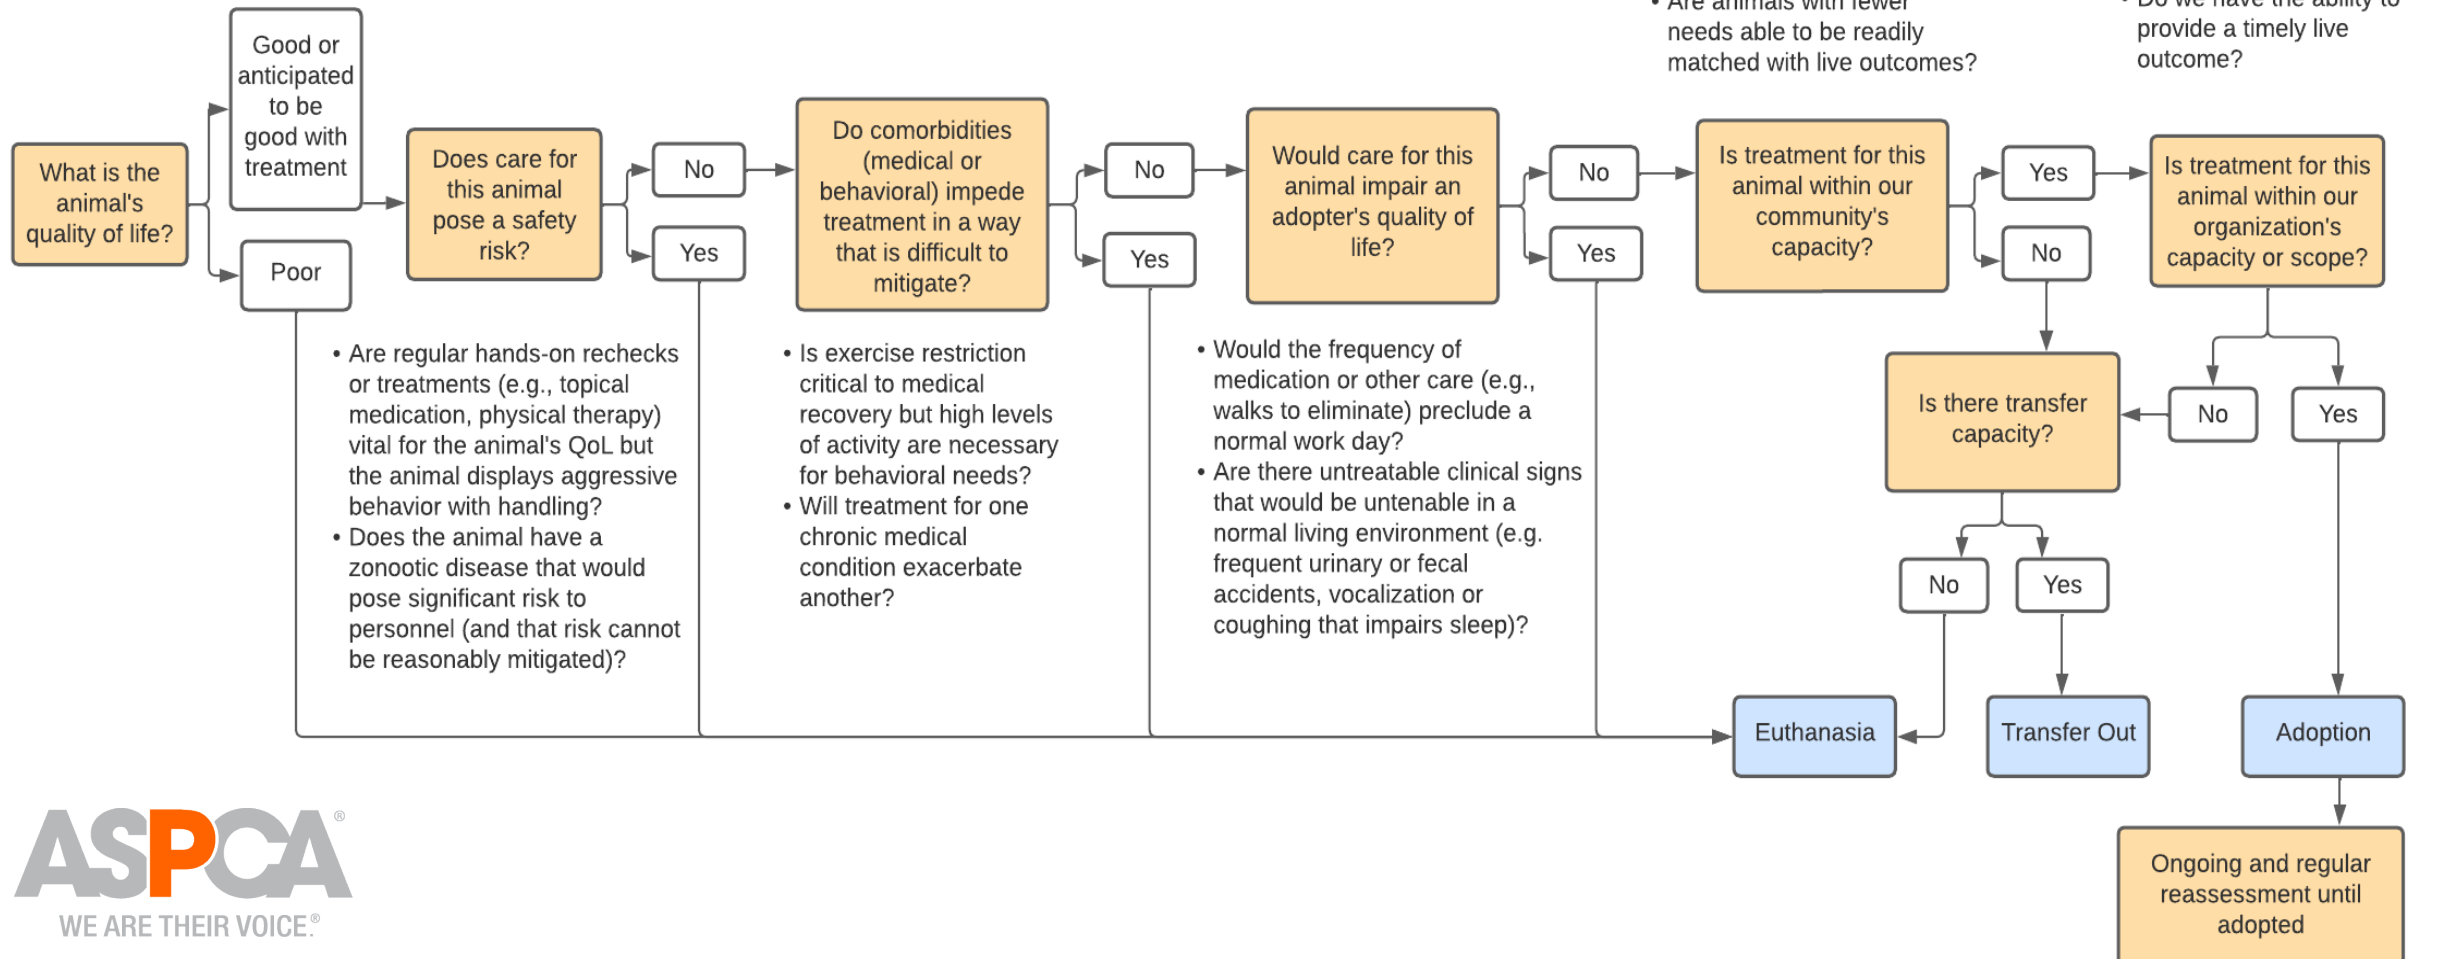 • Are animals with fewer
needs able to be readily
matched with live outcomes?
• Do we have the ability to
provide a timely live
outcome?
What is the
animal's
quality of life?
Good or
anticipated
to be
good with
treatment
Poor
Does care for
this animal
pose a safety
risk?
No
Yes
• Are regular hands-on rechecks
or treatments (e.g., topical
medication, physical therapy)
vital for the animal's QoL but
the animal displays aggressive
behavior with handling?
• Does the animal have a
zoonotic disease that would
pose significant risk to
personnel (and that risk cannot
be reasonably mitigated)?
Do comorbidities
(medical or
behavioral) impede
treatment in a way
that is difficult to
mitigate?
No
Yes
• Is exercise restriction
critical to medical
recovery but high levels
of activity are necessary
for behavioral needs?
• Will treatment for one
chronic medical
condition exacerbate
another?
Would care for this
animal impair an
adopter's quality of
life?
No
Yes
• Would the frequency of
medication or other care (e.g.,
walks to eliminate) preclude a
normal work day?
• Are there untreatable clinical signs
that would be untenable in a
normal living environment (e.g.
frequent urinary or fecal
accidents, vocalization or
coughing that impairs sleep)?
Is treatment for this
animal within our
community's
capacity?
Yes
No
Is treatment for this
animal within our
organization's
capacity or scope?
No
Yes
Is there transfer
capacity?
No
Yes
Euthanasia
Transfer Out
Adoption
Ongoing and regular
reassessment until
adopted
ASPCA®
WE ARE THEIR VOICE.®